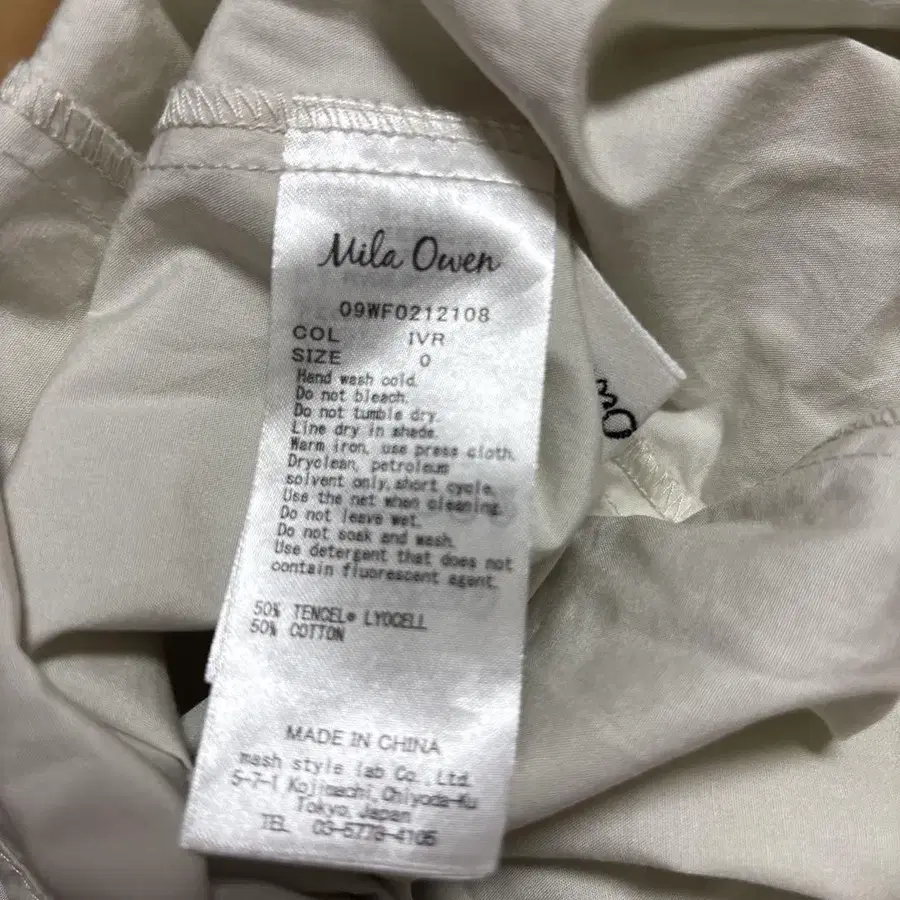 Mila Owen
09WF0212108
COL IVR
SIZE 0
Hand wash cold.
Do not bleach.
Do not tumble dry.
Line dry in shade.
Warm iron, use press cloth.
Dryclean, petroleum
solvent only, short cycle.
Use the net when cleaning.
Do not leave wet.
Do not soak and wash.
Use detergent that does not
contain fluorescent agent.
50% TENCEL® LYOCELL
50% COTTON
MADE IN CHINA
mash style lab Co., Ltd.
5-7-1 Kojimachi, Chiyoda-Ku
Tokyo, Japan
TEL 03-5778-4105
Ow